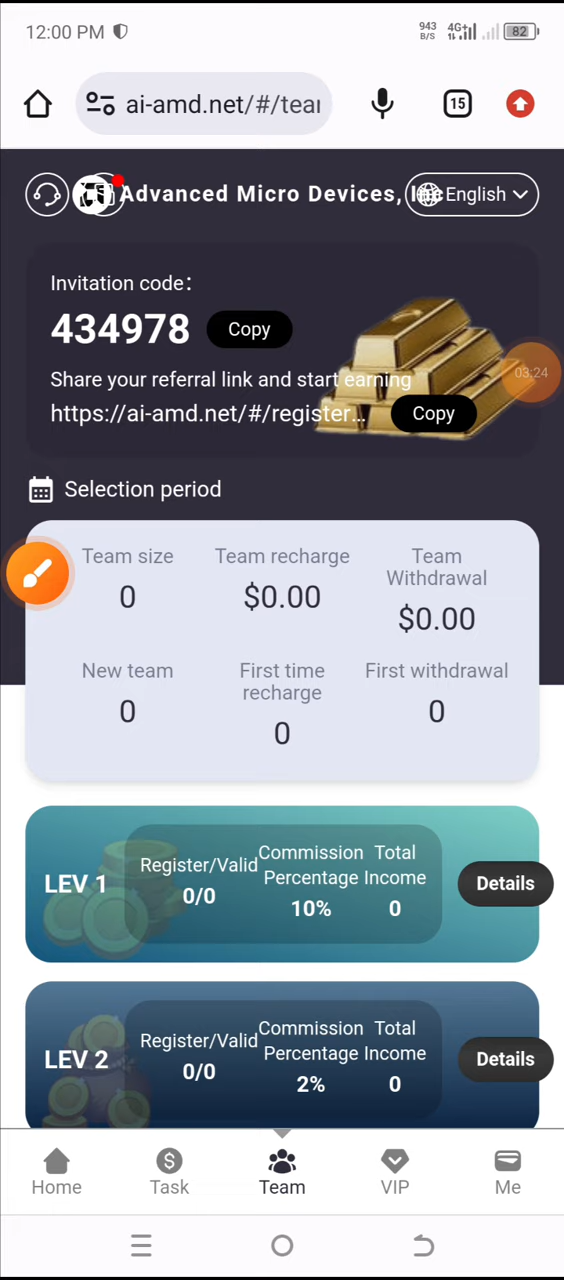 12:00 PM
943 B/S 4G+ 82
ai-amd.net/#/tear
15
Advanced Micro Devices, Inc
English
Invitation code:
434978 Copy
Share your referral link and start earning
03:24
https://ai-amd.net/#/register... Copy
Selection period
Team size Team recharge Team
Withdrawal
0 $0.00 $0.00
New team First time First withdrawal
recharge
0 0 0
LEV 1 Register/Valid Commission Total
Percentage Income
0/0 10% 0
Details
LEV 2 Register/Valid Commission Total
Percentage Income
0/0 2% 0
Details
Home Task Team VIP Me